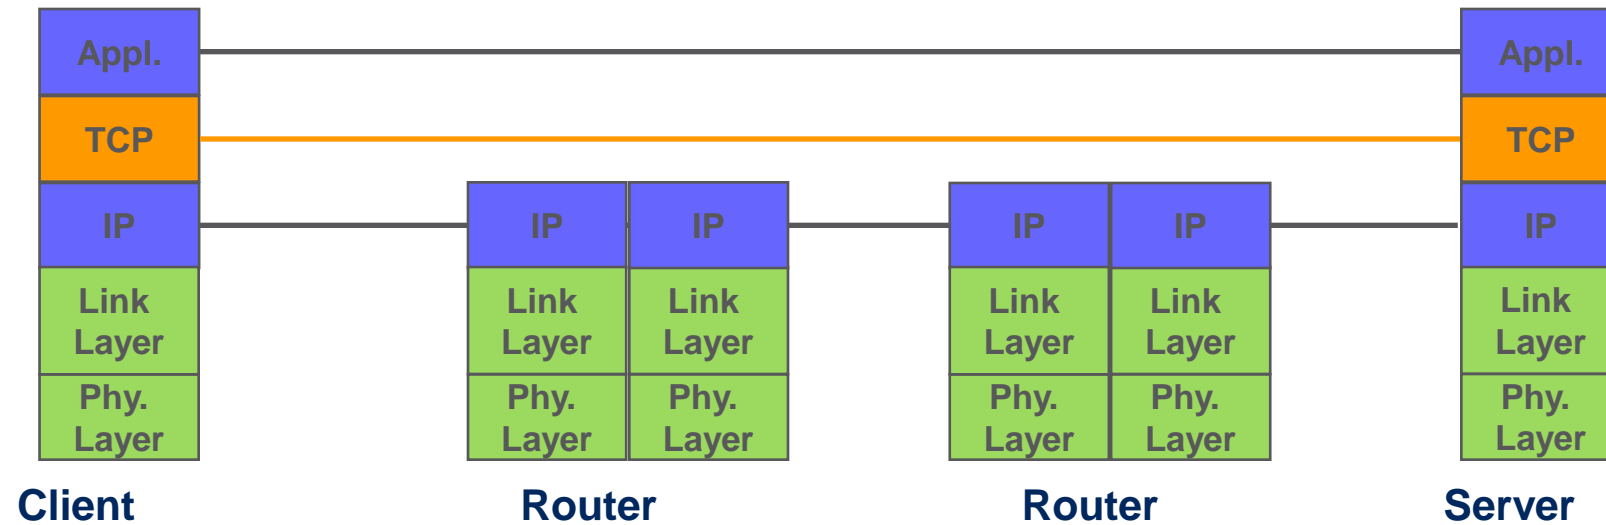 Appl.
Appl.
TCP
TCP
IP
IP
IP
IP
IP
IP
Link
Layer
Link
Layer
Link
Layer
Link
Layer
Link
Layer
Link
Layer
Phy.
Layer
Phy.
Layer
Phy.
Layer
Phy.
Layer
Phy.
Layer
Phy.
Layer
Client
Router
Router
Server